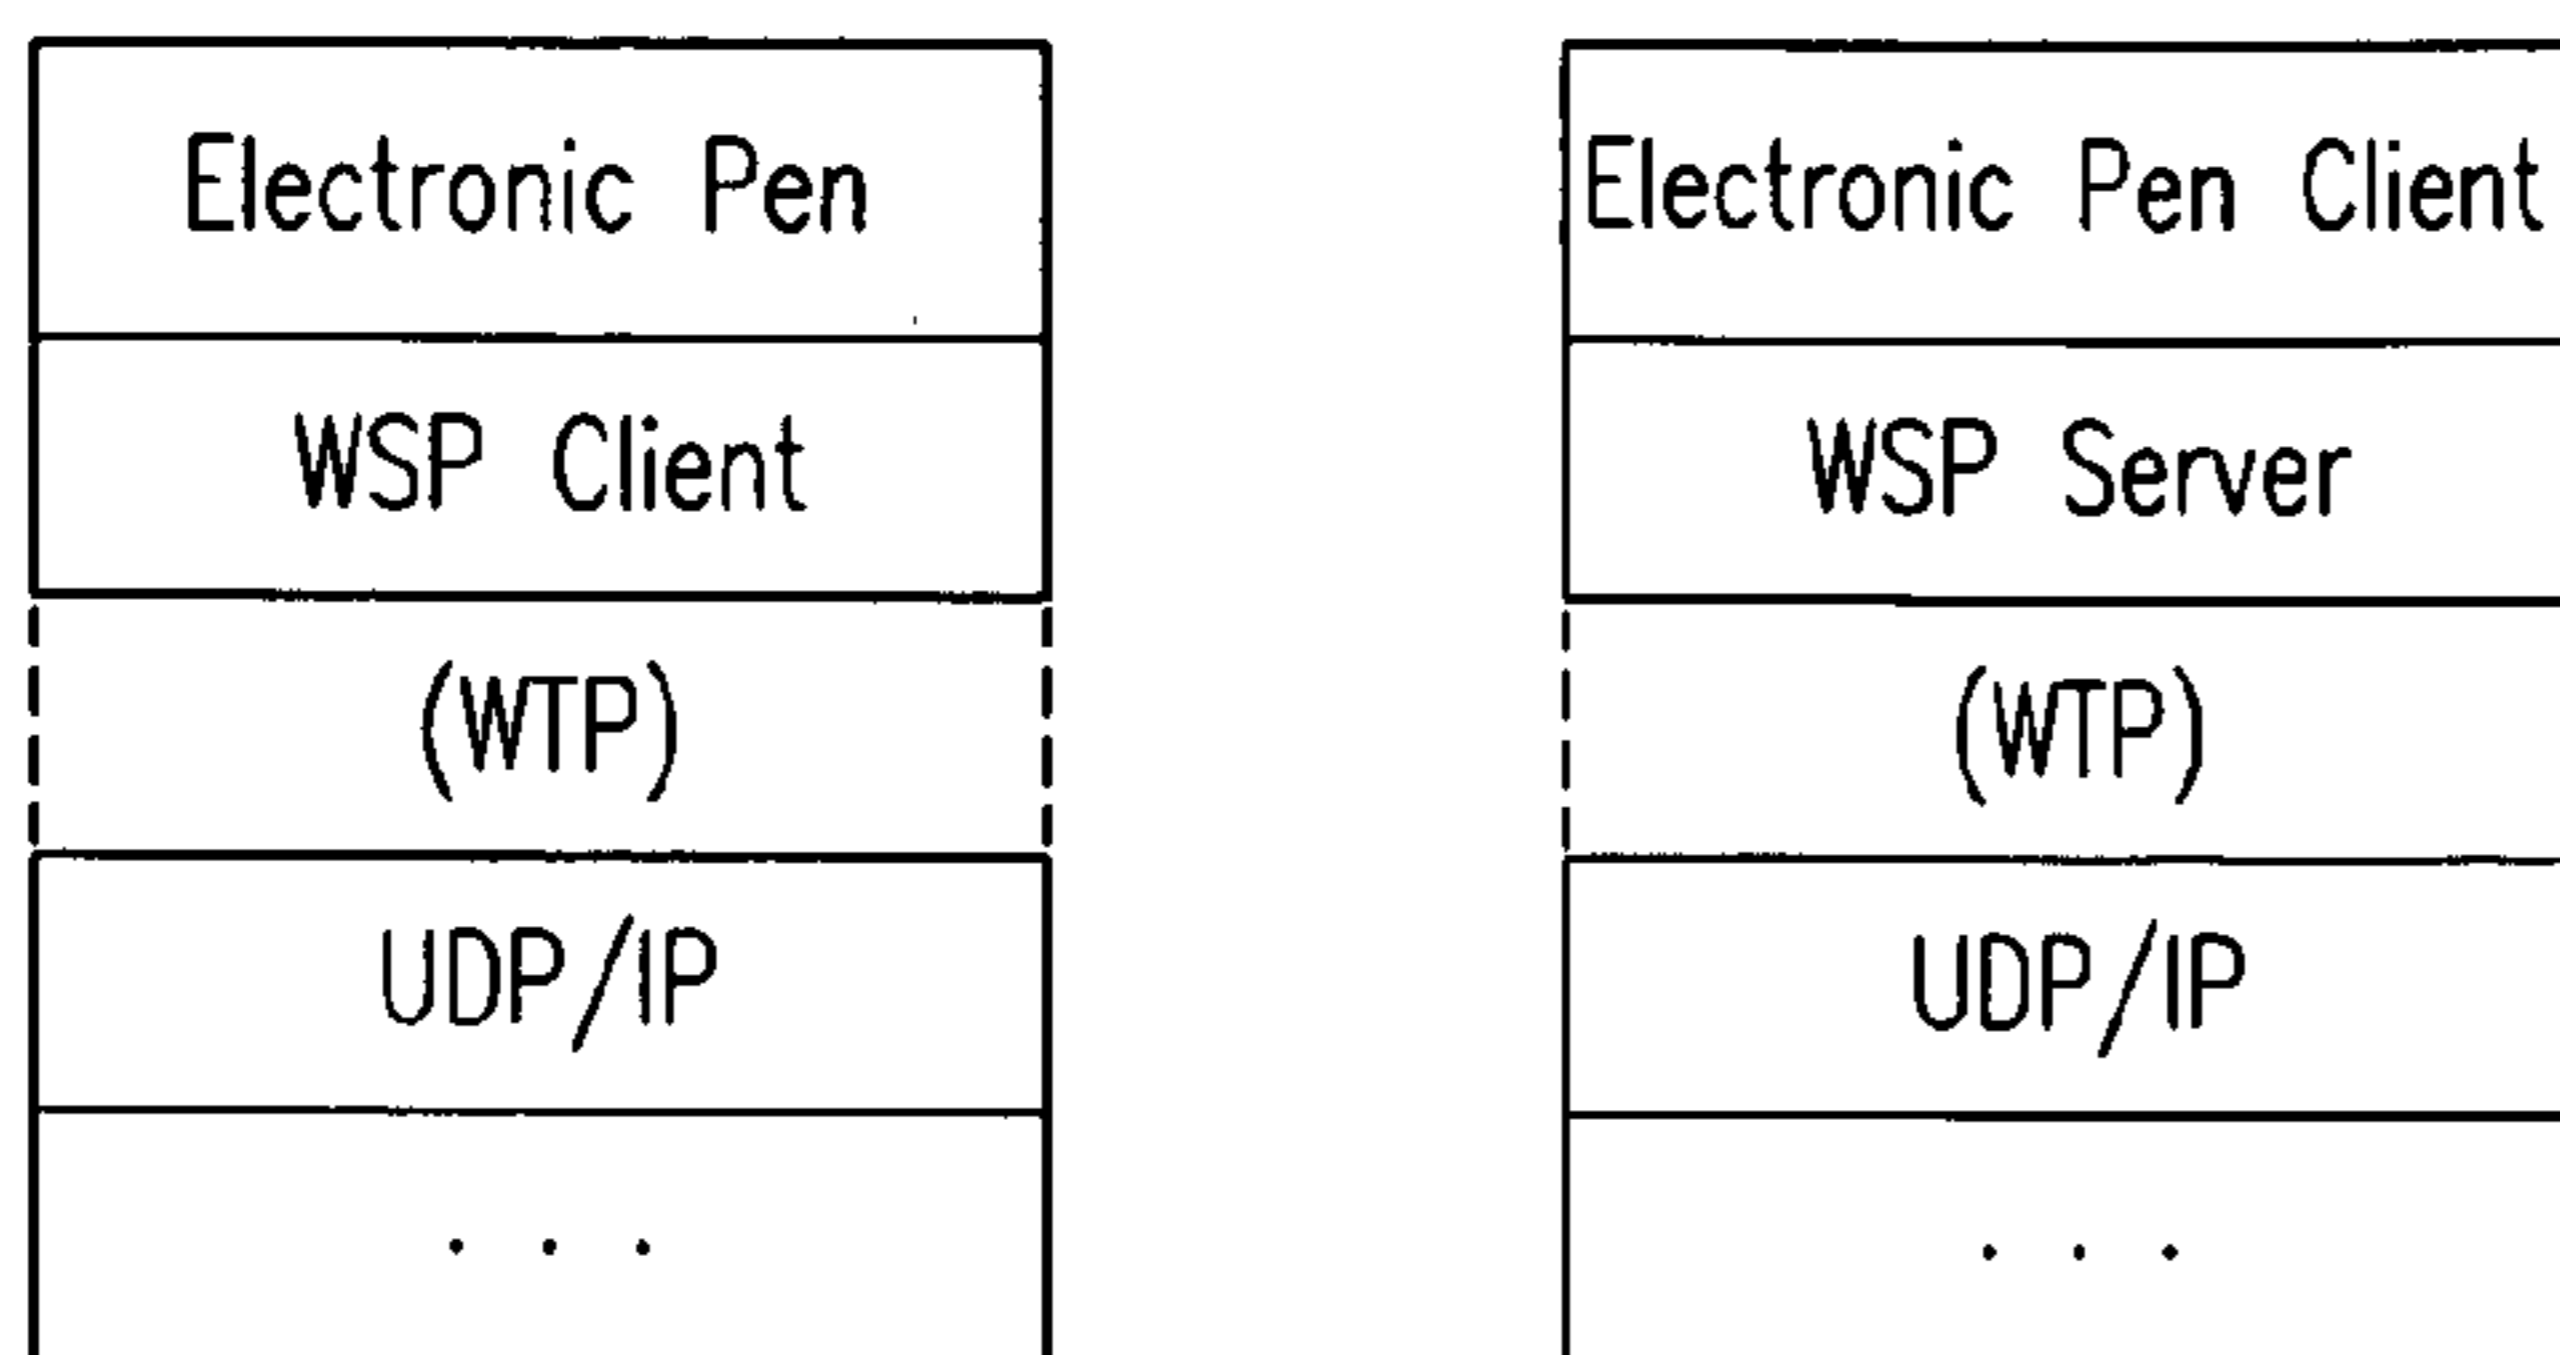 Electronic Pen
WSP Client
(WTP)
UDP/IP
. . .
Electronic Pen Client
WSP Server
(WTP)
UDP/IP
. . .